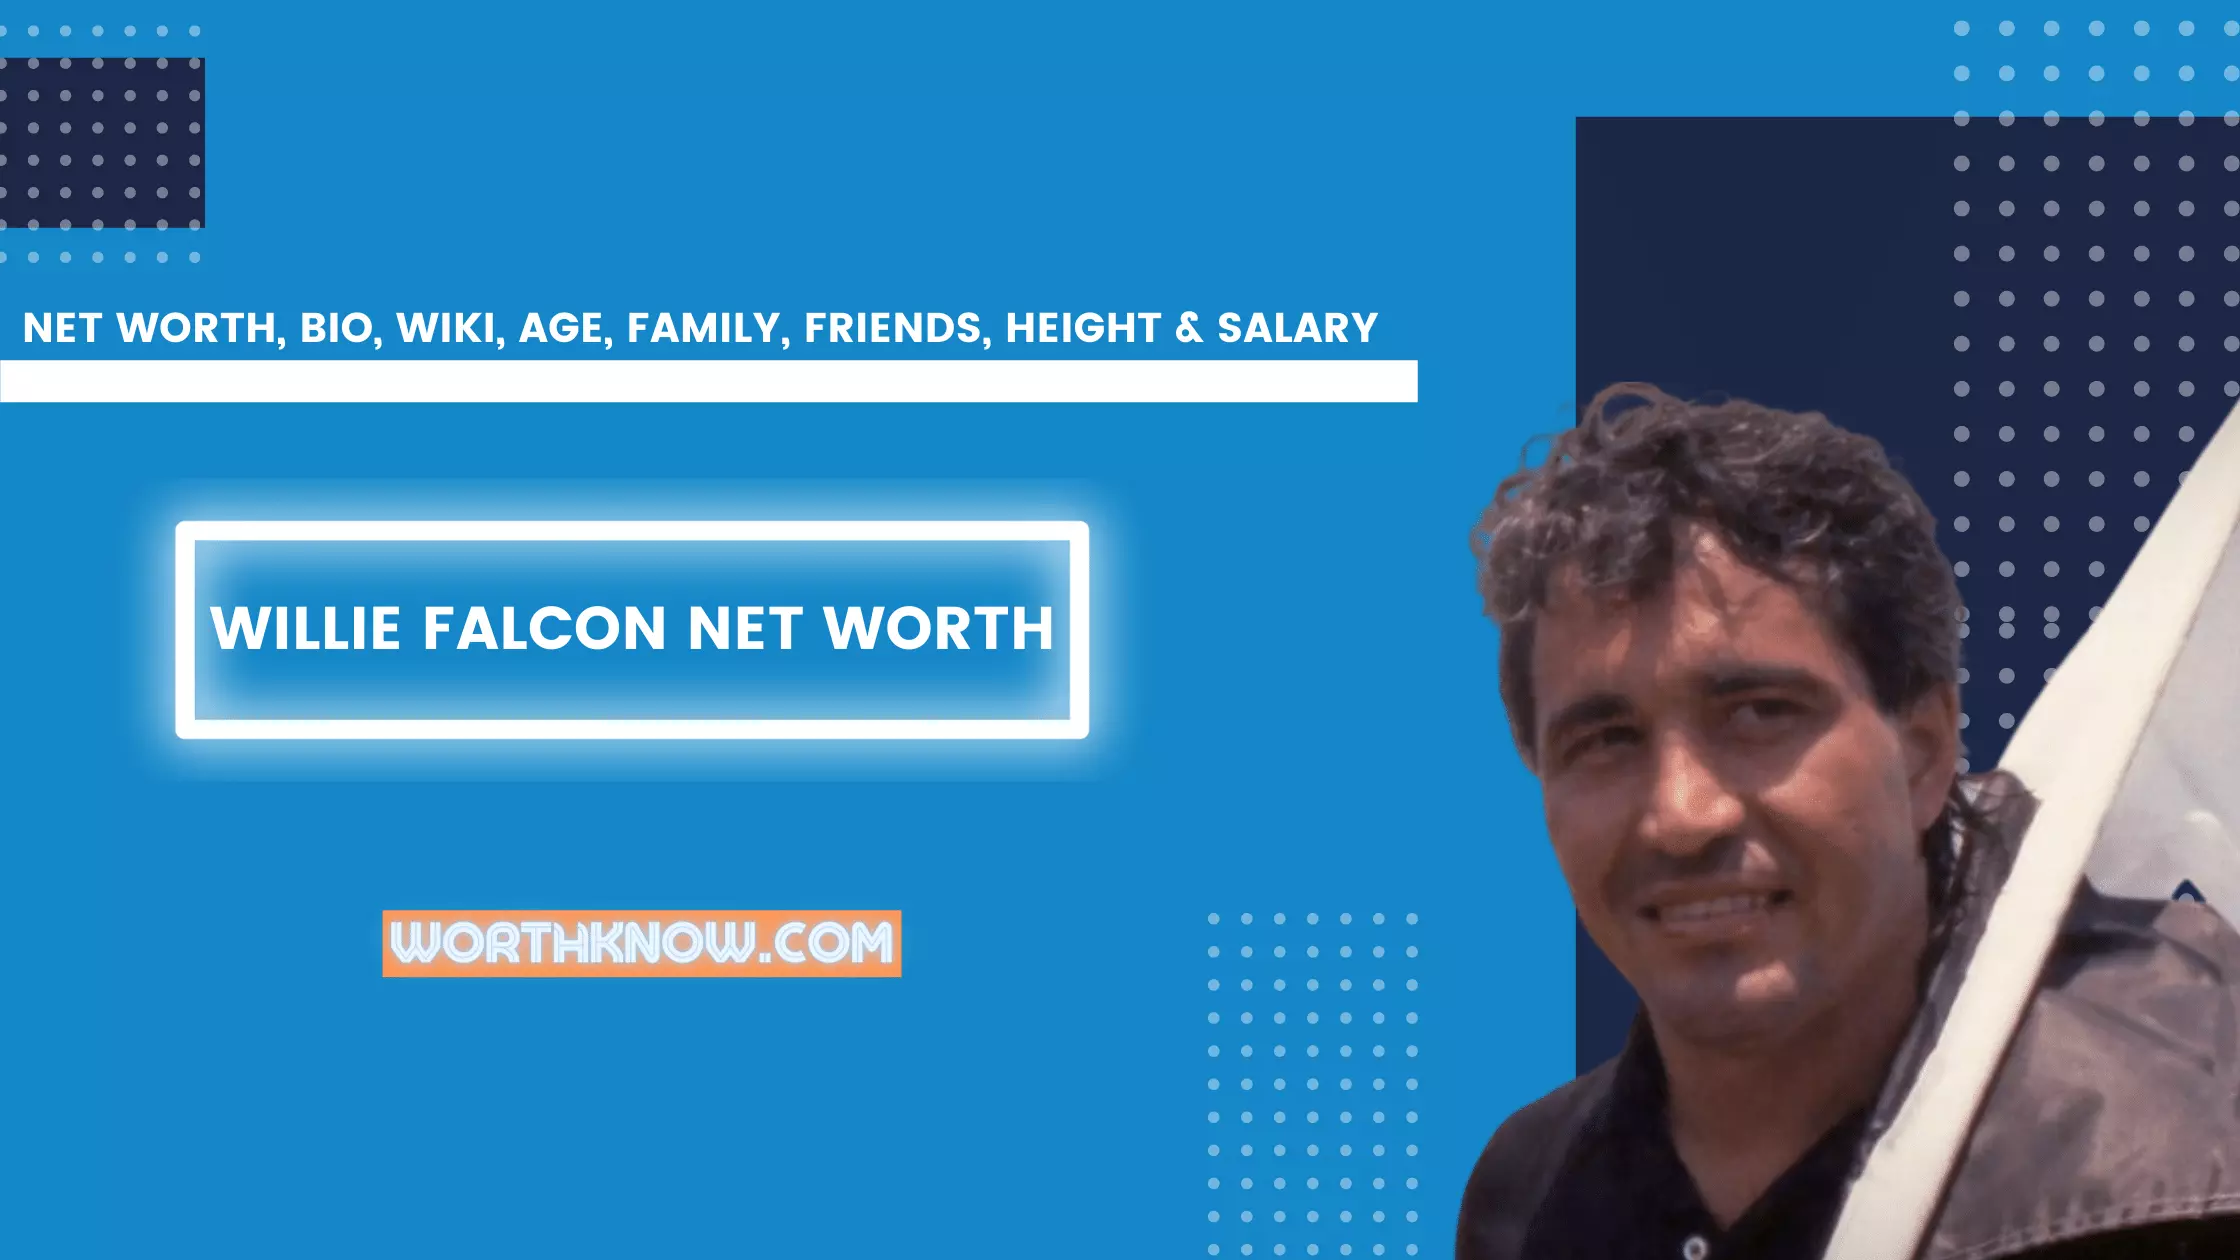 NET WORTH, BIO, WIKI, AGE, FAMILY, FRIENDS, HEIGHT & SALARY
WILLIE FALCON NET WORTH
WORTHKNOW.COM